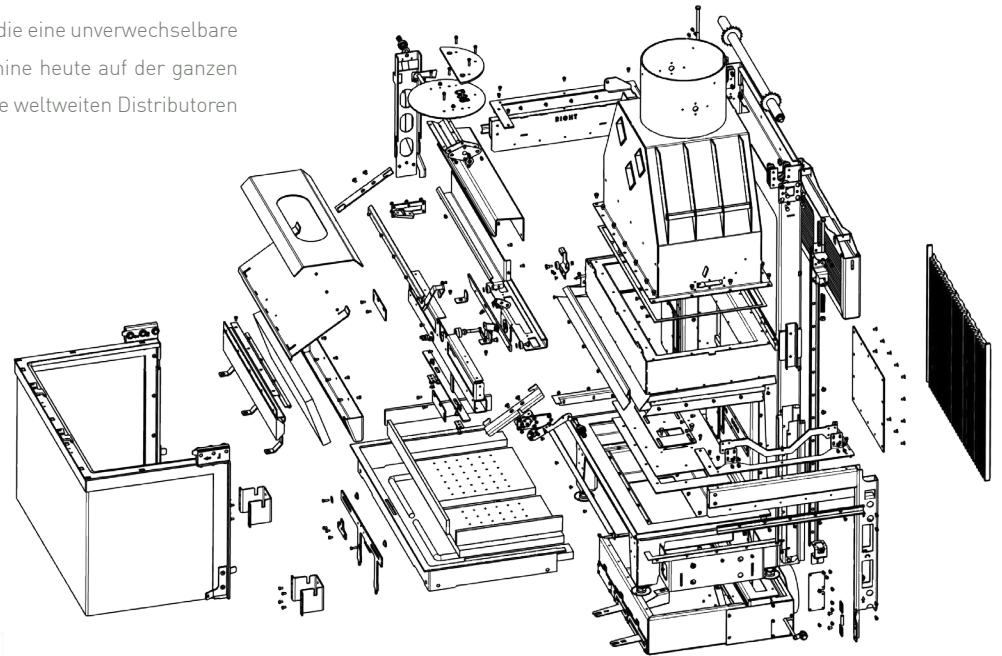 die eine unverwechselbare
hine heute auf der ganzen
e weltweiten Distributoren
RIGHT